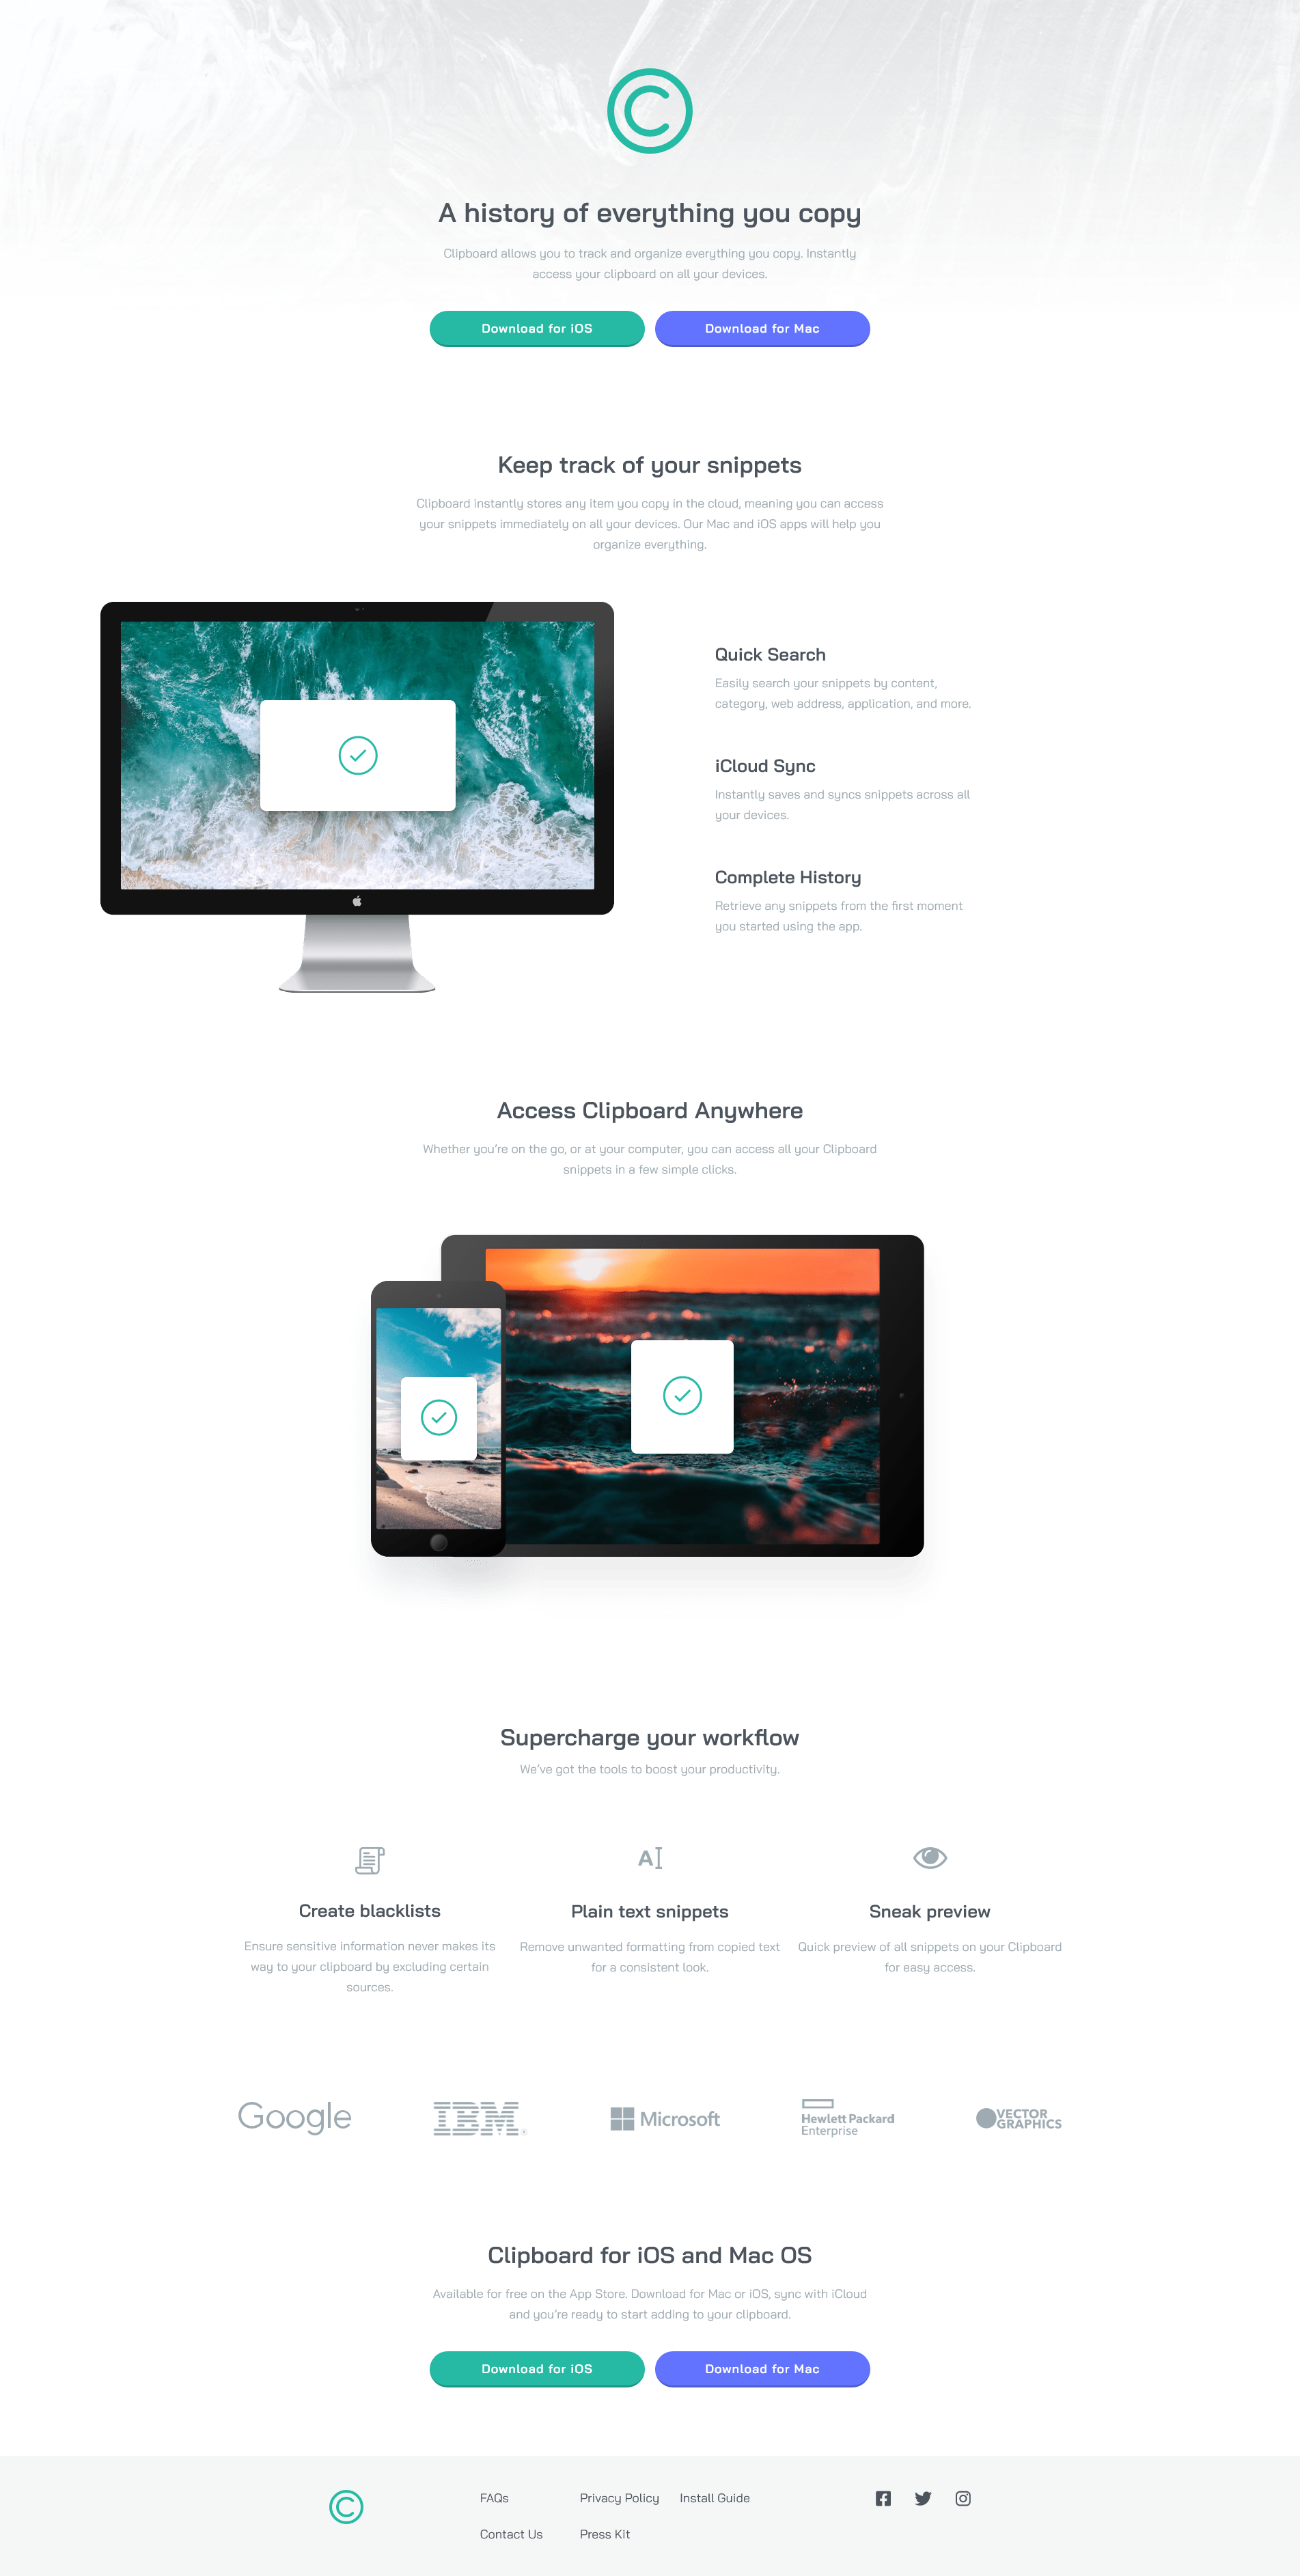 A history of everything you copy
Clipboard allows you to track and organize everything you copy. Instantly
access your clipboard on all your devices.
Download for iOS
Download for Mac
Keep track of your snippets
Clipboard instantly stores any item you copy in the cloud, meaning you can access
your snippets immediately on all your devices. Our Mac and iOS apps will help you
organize everything.
Quick Search
Easily search your snippets by content,
category, web address, application, and more.
iCloud Sync
Instantly saves and syncs snippets across all
your devices.
Complete History
Retrieve any snippets from the first moment
you started using the app.
Access Clipboard Anywhere
Whether you’re on the go, or at your computer, you can access all your Clipboard
snippets in a few simple clicks.
Supercharge your workflow
We’ve got the tools to boost your productivity.
A
Create blacklists
Ensure sensitive information never makes its
way to your clipboard by excluding certain
sources.
Plain text snippets
Remove unwanted formatting from copied text
for a consistent look.
Sneak preview
Quick preview of all snippets on your Clipboard
for easy access.
Google
IBM®
Microsoft
Hewlett Packard
Enterprise
VECTOR
GRAPHICS
Clipboard for iOS and Mac OS
Available for free on the App Store. Download for Mac or iOS, sync with iCloud
and you’re ready to start adding to your clipboard.
Download for iOS
Download for Mac
FAQs
Privacy Policy
Install Guide
Contact Us
Press Kit